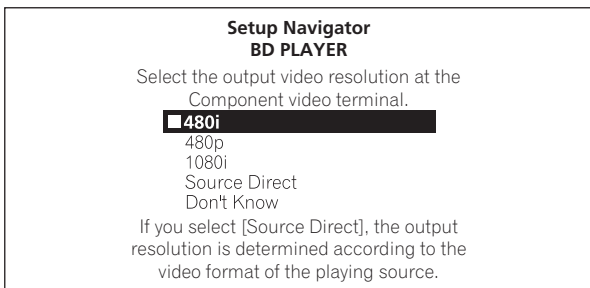 Setup Navigator
BD PLAYER
Select the output video resolution at the
Component video terminal.
480i
480p
1080i
Source Direct
Don't Know
If you select [Source Direct], the output
resolution is determined according to the
video format of the playing source.